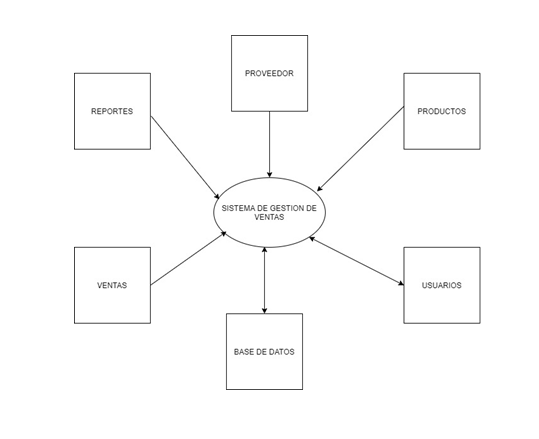 PROVEEDOR
REPORTES
PRODUCTOS
SISTEMA DE GESTION DE
VENTAS
VENTAS
USUARIOS
BASE DE DATOS